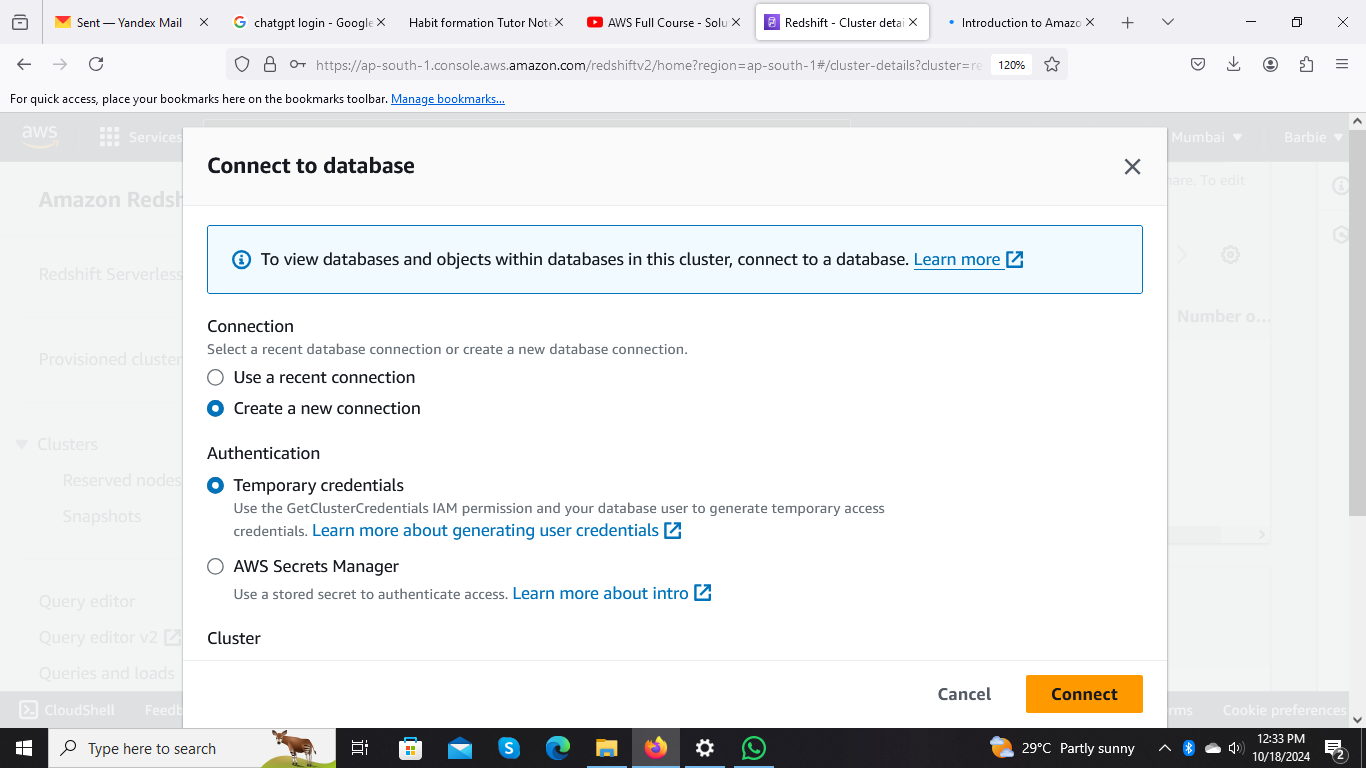 Sent — Yandex Mail
chatgpt login - Google
Habit formation Tutor Note
AWS Full Course - Solu
Redshift - Cluster detai
Introduction to Amazo
https://ap-south-1.console.aws.amazon.com/redshiftv2/home?region=ap-south-1#/cluster-details?cluster=re
120%
For quick access, place your bookmarks here on the bookmarks toolbar. Manage bookmarks...
aws
Services
Mumbai
Barbie
Connect to database
Amazon Redsh
hare. To edit
To view databases and objects within databases in this cluster, connect to a database. Learn more
Redshift Serverless
Connection
Number o...
Select a recent database connection or create a new database connection.
Provisioned cluster
Use a recent connection
Create a new connection
Clusters
Authentication
Reserved nodes
Temporary credentials
Use the GetClusterCredentials IAM permission and your database user to generate temporary access
Snapshots
credentials. Learn more about generating user credentials
AWS Secrets Manager
Use a stored secret to authenticate access. Learn more about intro
Query editor
Query editor v2
Cluster
Queries and loads
Cancel
Connect
CloudShell
Feedb
rms
Cookie preferences
Type here to search
29°C Partly sunny
12:33 PM
10/18/2024
2